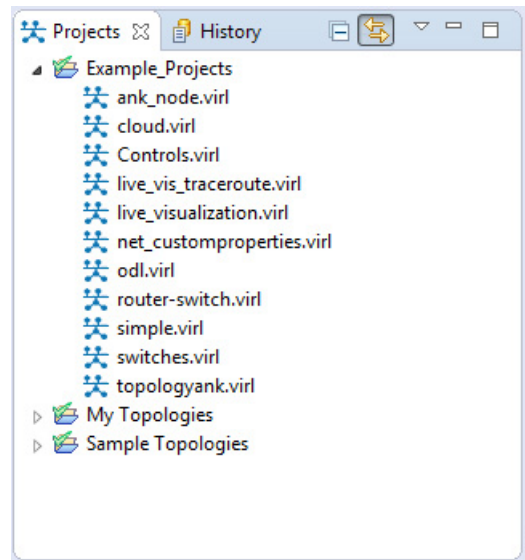 Projects History
Example_Projects
ank_node.virl
cloud.virl
Controls.virl
live_vis_traceroute.virl
live_visualization.virl
net_customproperties.virl
odl.virl
router-switch.virl
simple.virl
switches.virl
topologyank.virl
My Topologies
Sample Topologies